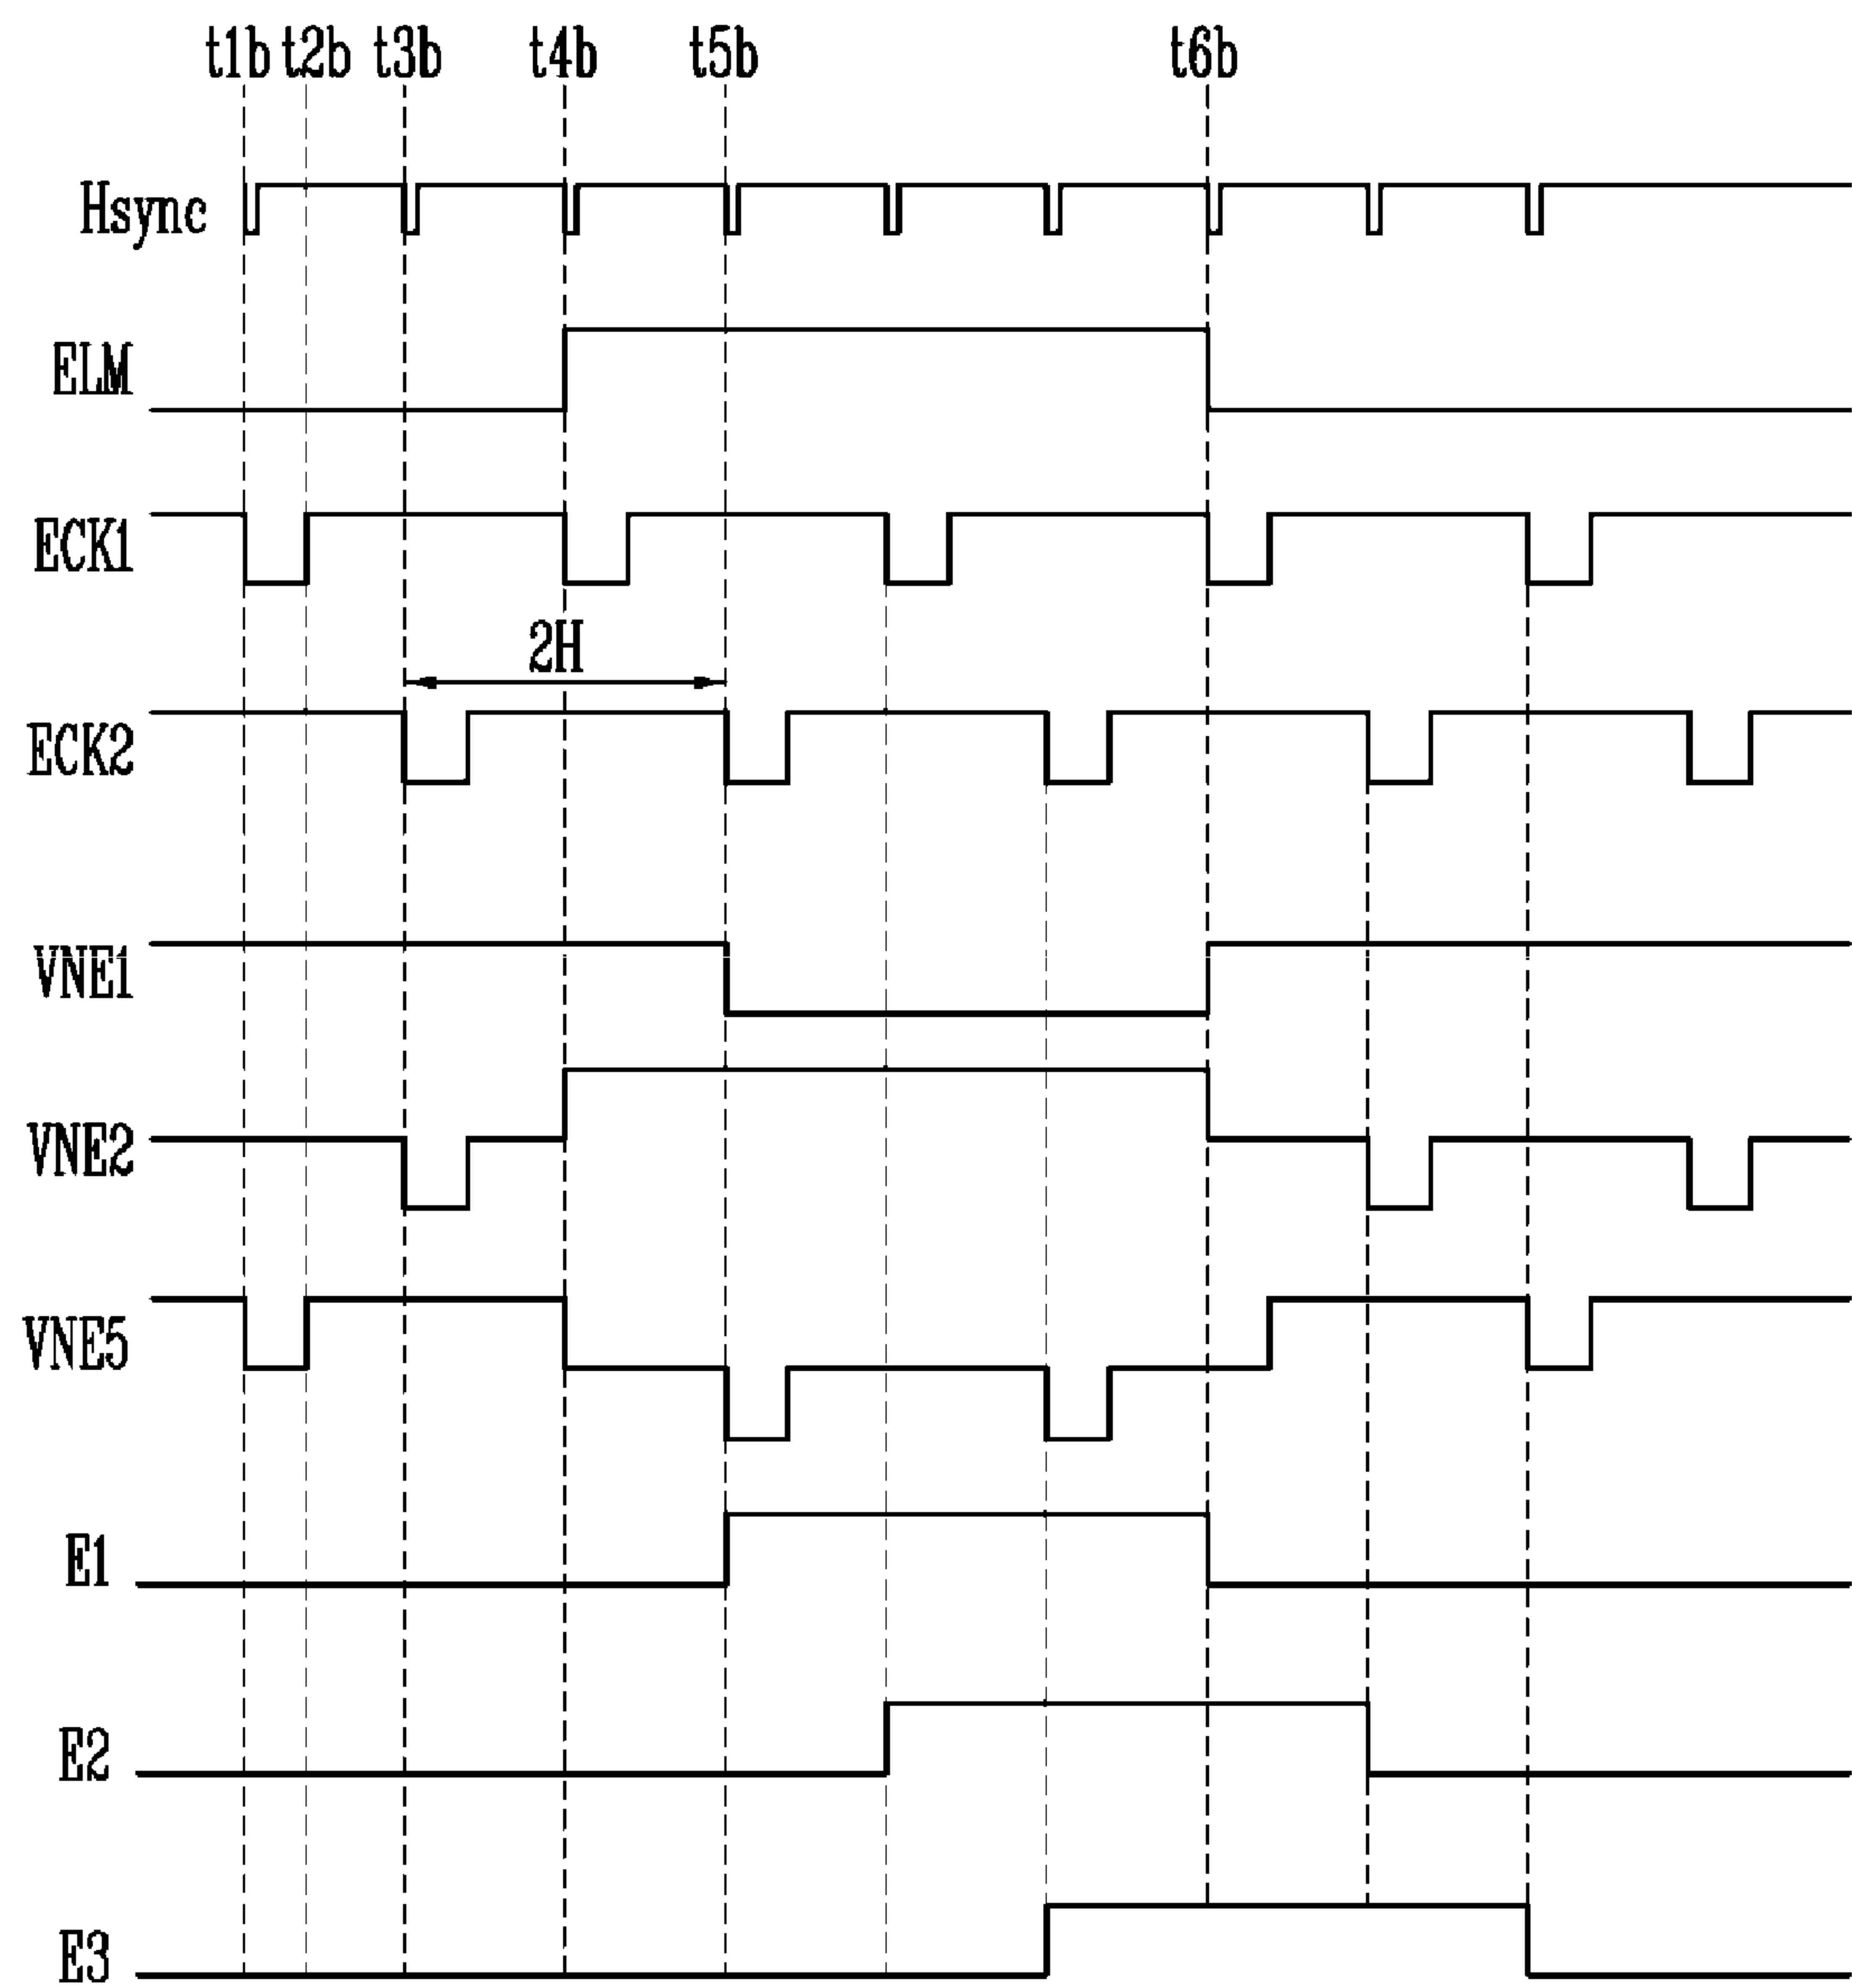 t1b t2b t3b t4b t5b t6b
Hsync
ELM
ECK1
2H
ECK2
VNE1
VNE2
VNE5
E1
E2
E3